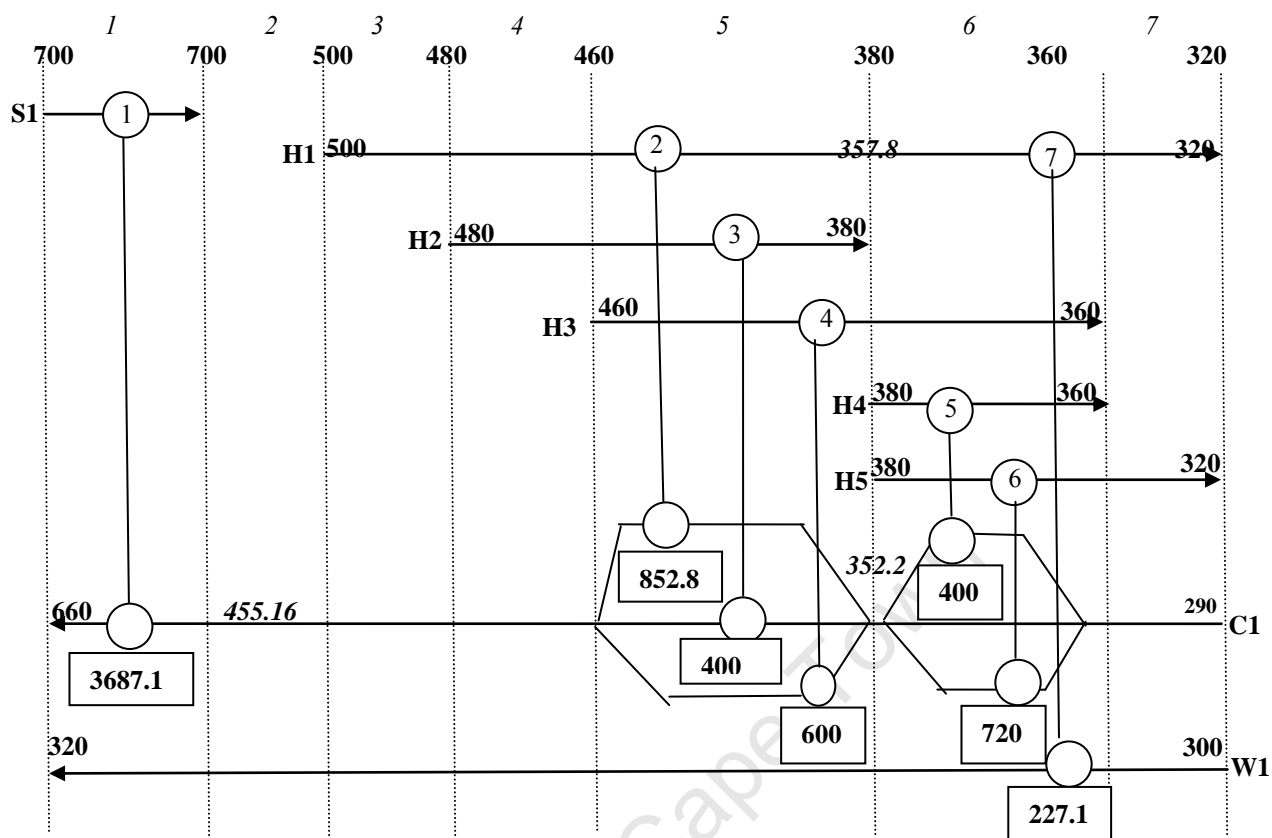 1 2 3 4 5 6 7
700 700 500 480 460 380 360 320
S1 1
H1 500 2 357.8 7 320
H2 480 3 380
H3 460 4 360
H4 380 5 360
H5 380 6 320
852.8 352.2 400
660 455.16 290 C1
3687.1 400
600 720
320 300 W1
227.1
Cape Town